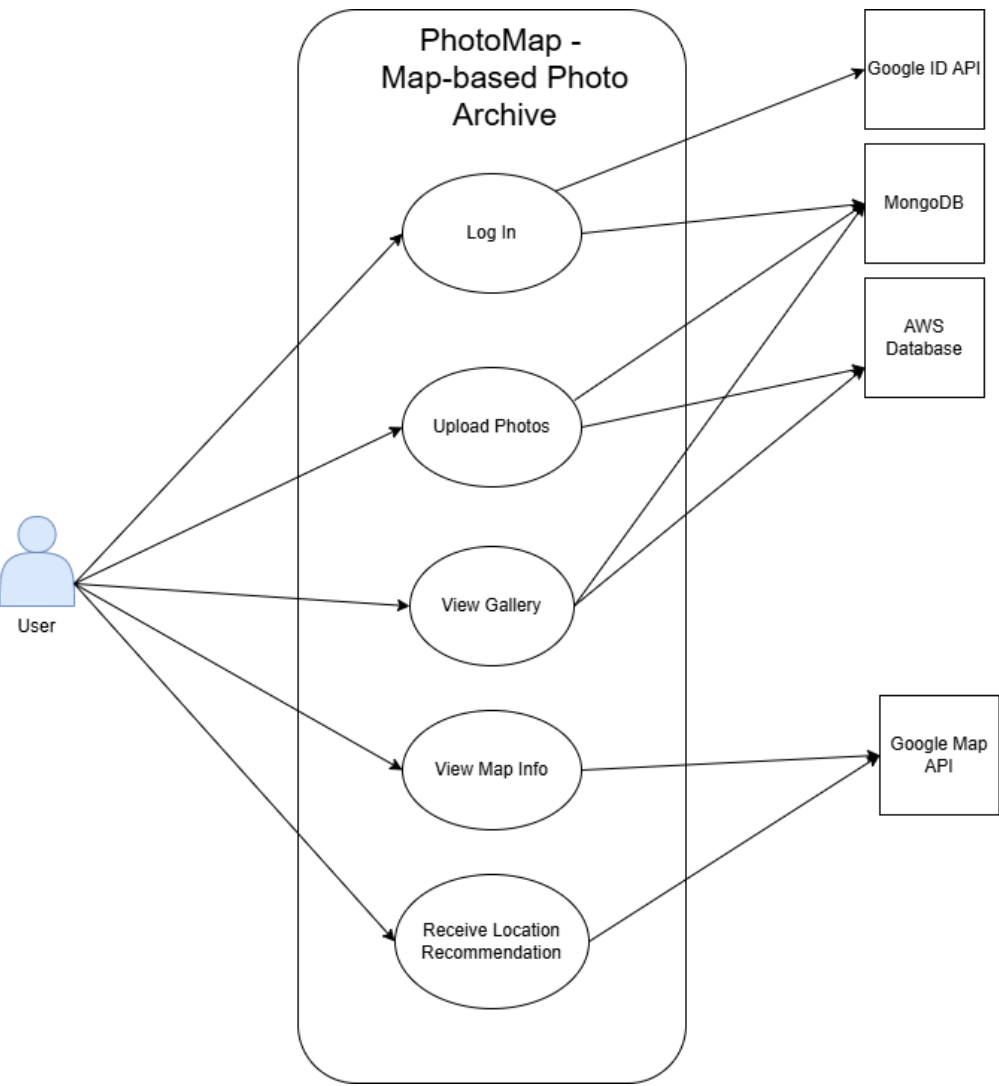 PhotoMap -
Map-based Photo
Archive
Google ID API
MongoDB
AWS
Database
Log In
Upload Photos
View Gallery
User
View Map Info
Google Map
API
Receive Location
Recommendation